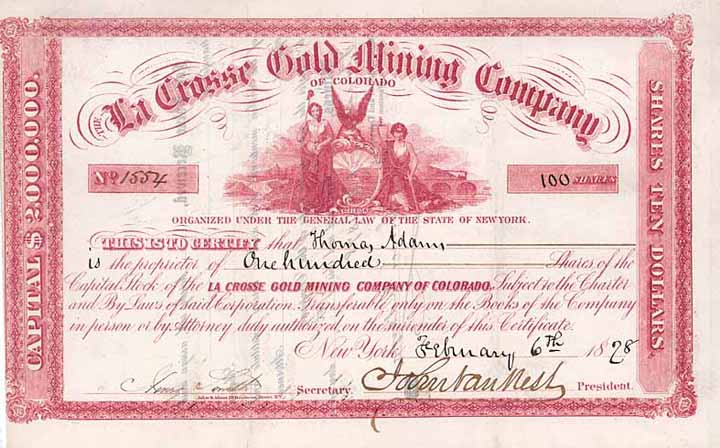 THE La Crosse Gold Mining Company
OF COLORADO
No 1554
100 SHARES
CAPITAL $ 2,000,000.
SHARES TEN DOLLARS.
ORGANIZED UNDER THE GENERAL LAW OF THE STATE OF NEW YORK.
THIS IS TO CERTIFY that Thomas Adams
is the proprietor of One hundred Shares of the
Capital Stock of the LA CROSSE GOLD MINING COMPANY OF COLORADO. Subject to the Charter
and By Laws of said Corporation. Transferable only on the Books of the Company
in person or by Attorney duly authorized on the surrender of this Certificate.
New York February 6th 1878
Secretary. John Van Nest President.